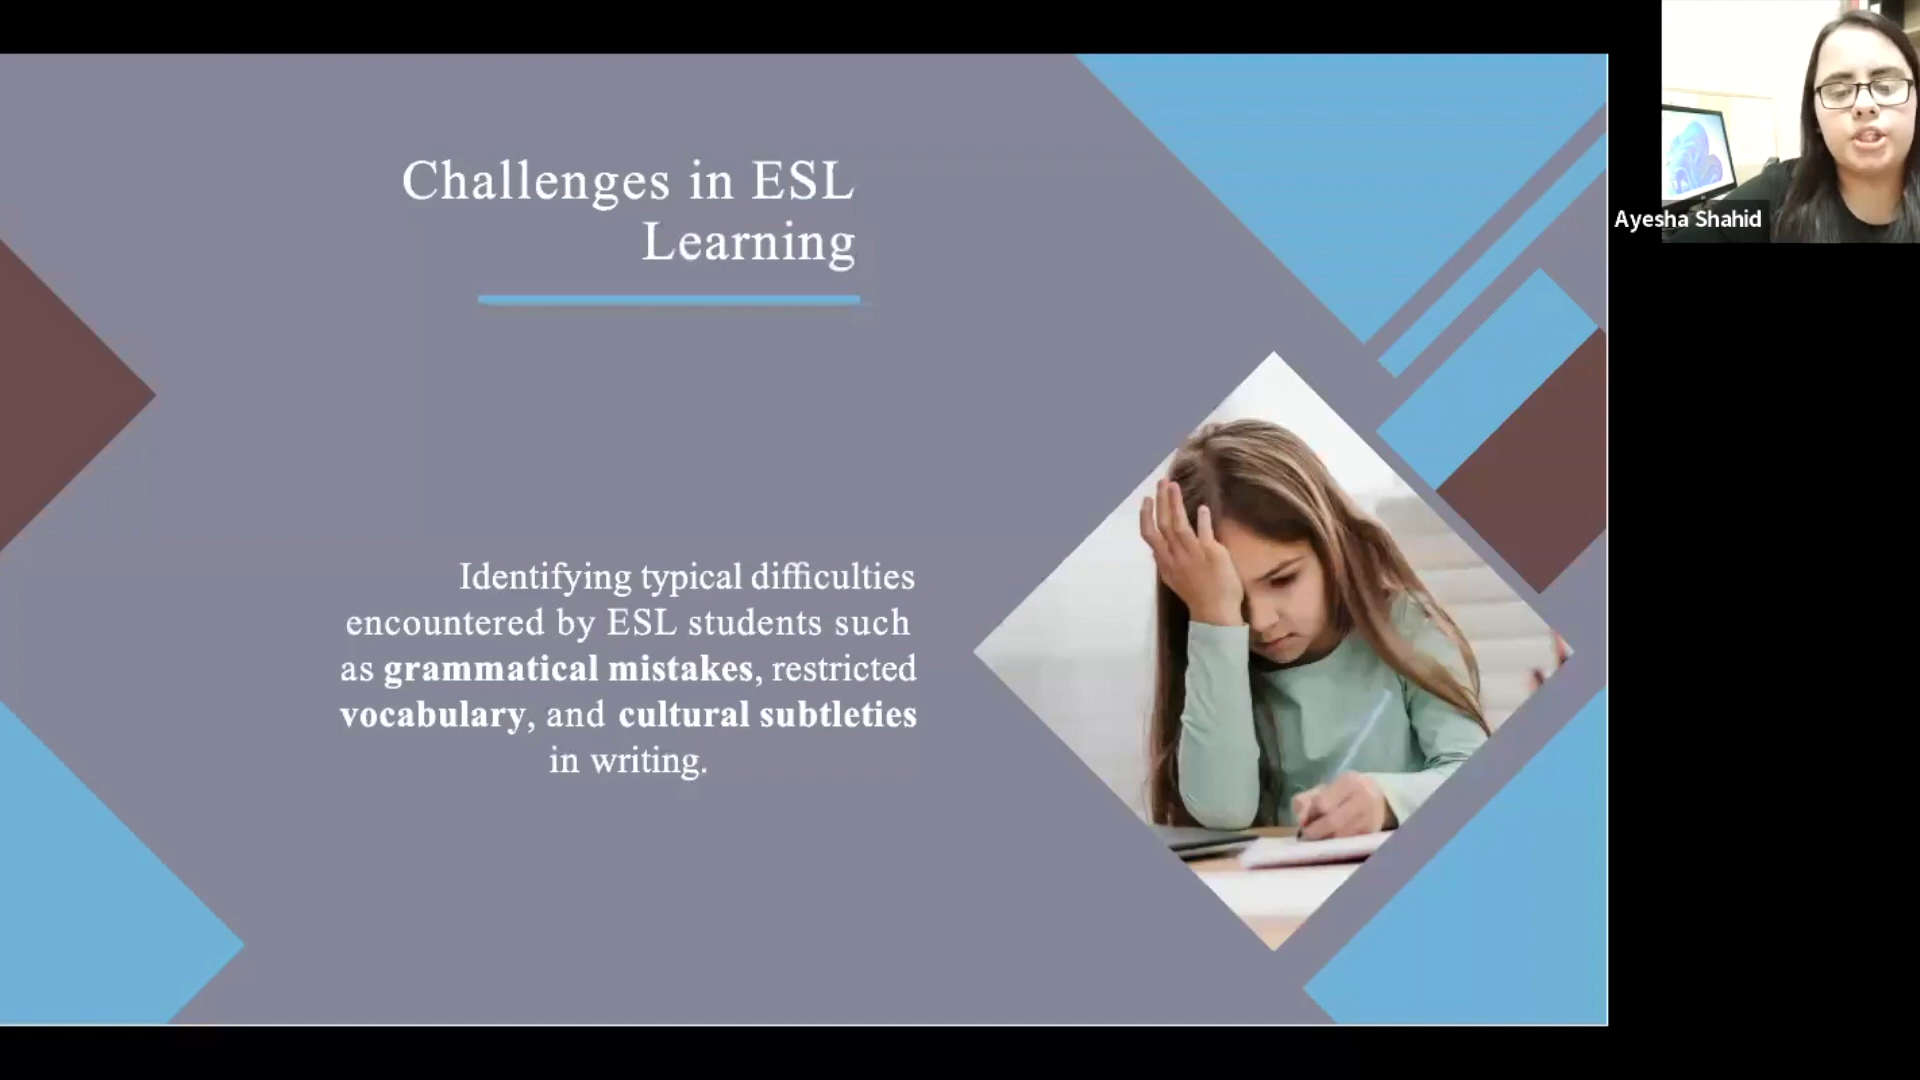 Challenges in ESL
Learning
Identifying typical difficulties
encountered by ESL students such
as grammatical mistakes, restricted
vocabulary, and cultural subtleties
in writing.
Ayesha Shahid